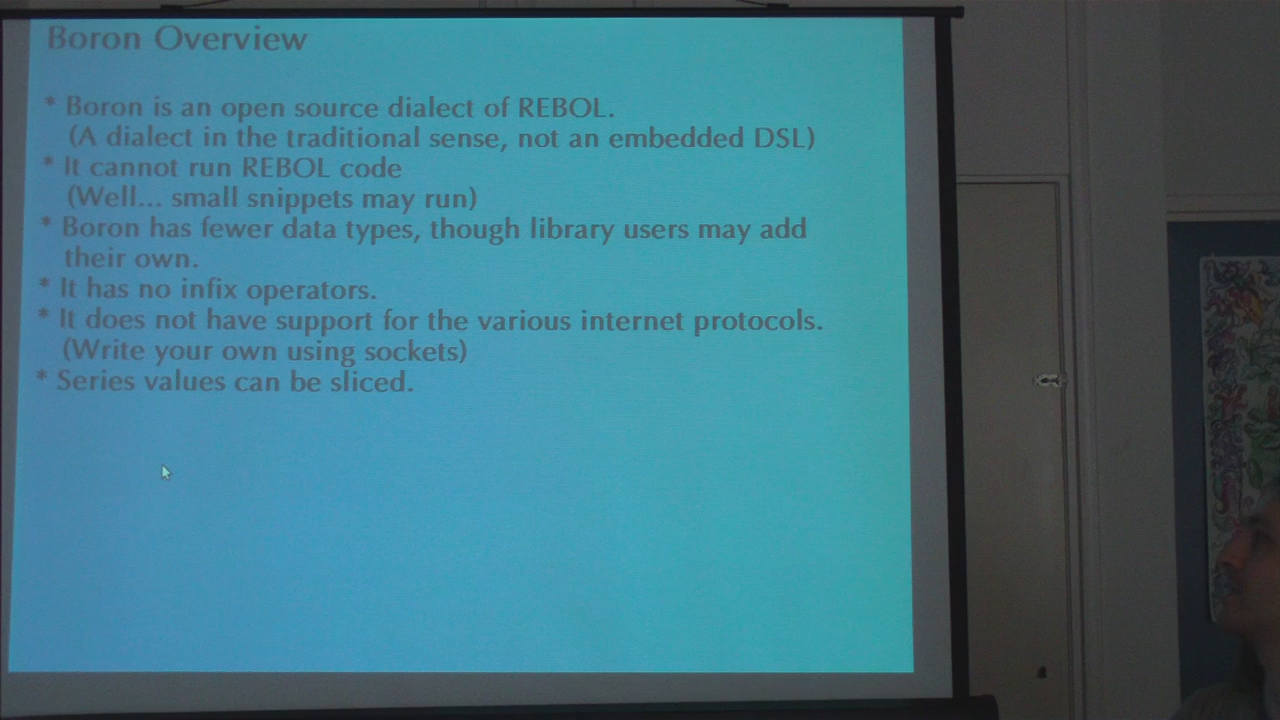 Boron Overview
* Boron is an open source dialect of REBOL.
(A dialect in the traditional sense, not an embedded DSL)
* It cannot run REBOL code
(Well... small snippets may run)
* Boron has fewer data types, though library users may add
their own.
* It has no infix operators.
* It does not have support for the various internet protocols.
(Write your own using sockets)
* Series values can be sliced.